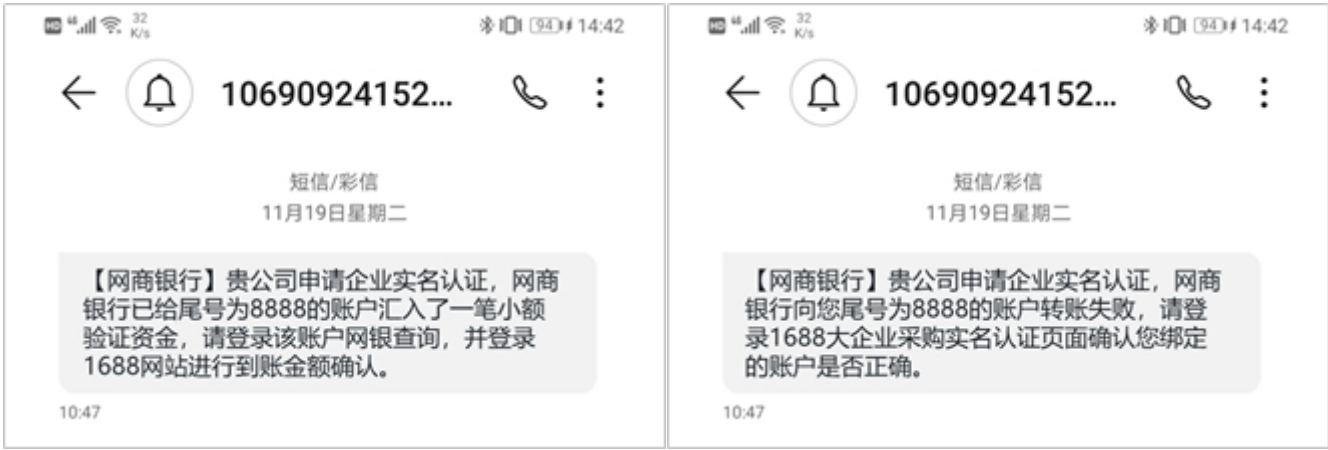 HD 46 32 K/s 94 14:42
10690924152...
短信/彩信
11月19日星期二
【网商银行】贵公司申请企业实名认证，网商
银行已给尾号为8888的账户汇入了一笔小额
验证资金，请登录该账户网银查询，并登录
1688网站进行到账金额确认。
10:47
HD 46 32 K/s 94 14:42
10690924152...
短信/彩信
11月19日星期二
【网商银行】贵公司申请企业实名认证，网商
银行向您尾号为8888的账户转账失败，请登
录1688大企业采购实名认证页面确认您绑定
的账户是否正确。
10:47